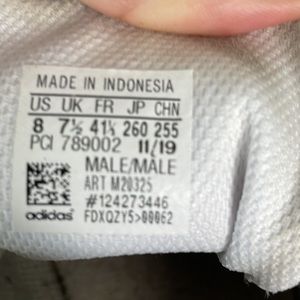 MADE IN INDONESIA
US UK FR JP CHN
8 7½ 41⅓ 260 255
PCI 789002 11/19
MALE/MALE
ART M20325
#124273446
adidas FDXQZY5>00062